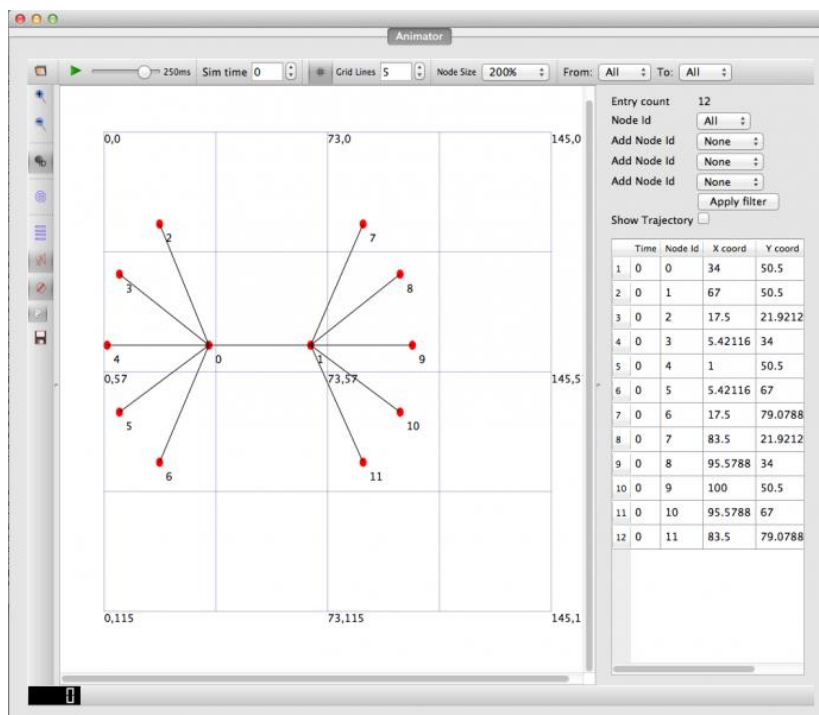 Animator
250ms Sim time 0 Grid Lines 5 Node Size 200% From: All To: All
Entry count 12
Node Id All
Add Node Id None
Add Node Id None
Add Node Id None
Apply filter
Show Trajectory
0,0 73,0 145,0
2 7
3 8
4 0 1 9
0,57 73,57 145,5
5 10
6 11
0,115 73,115 145,1
Time Node Id X coord Y coord
1 0 0 34 50.5
2 0 1 67 50.5
3 0 2 17.5 21.9212
4 0 3 5.42116 34
5 0 4 1 50.5
6 0 5 5.42116 67
7 0 6 17.5 79.0788
8 0 7 83.5 21.9212
9 0 8 95.5788 34
10 0 9 100 50.5
11 0 10 95.5788 67
12 0 11 83.5 79.0788
0